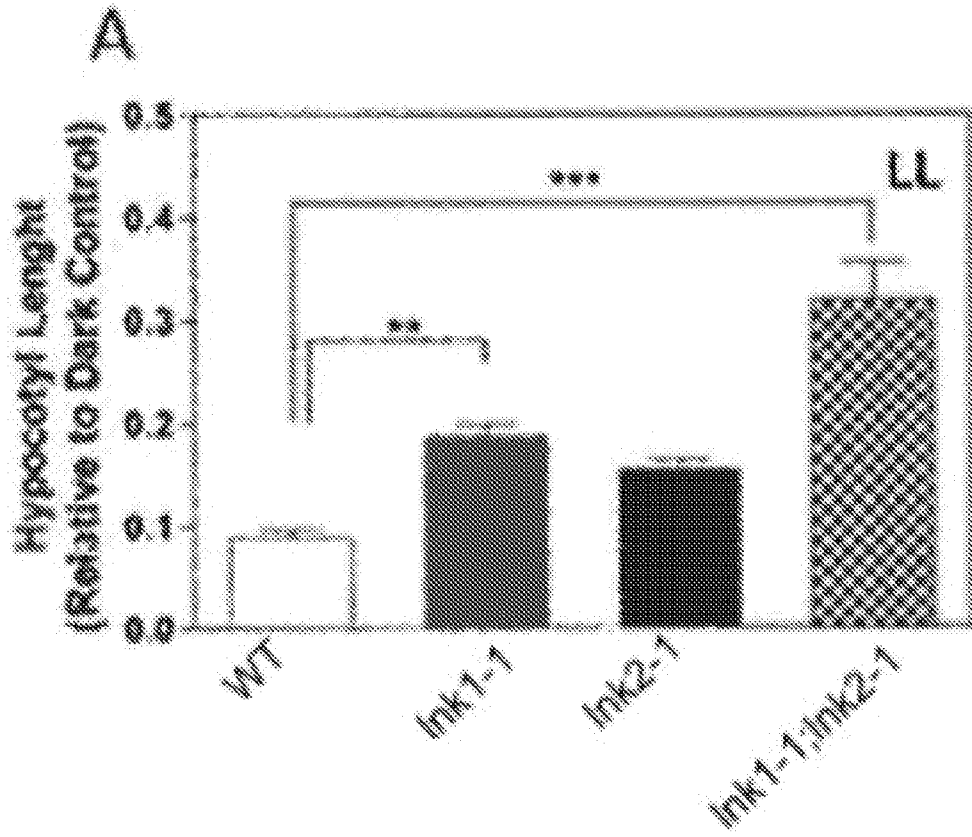 A
Hypocotyl Lenght
(Relative to Dark Control)
0.5
0.4
0.3
0.2
0.1
0.0
LL
***
**
WT
lnk1-1
lnk2-1
lnk1-1;lnk2-1